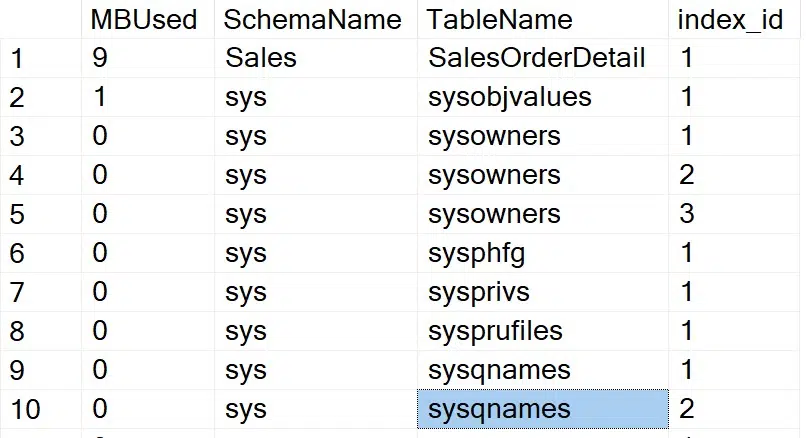 MBUsed SchemaName TableName index_id
1 9 Sales SalesOrderDetail 1
2 1 sys sysobjvalues 1
3 0 sys sysowners 1
4 0 sys sysowners 2
5 0 sys sysowners 3
6 0 sys sysphfg 1
7 0 sys sysprivs 1
8 0 sys sysprufiles 1
9 0 sys sysqnames 1
10 0 sys sysqnames 2